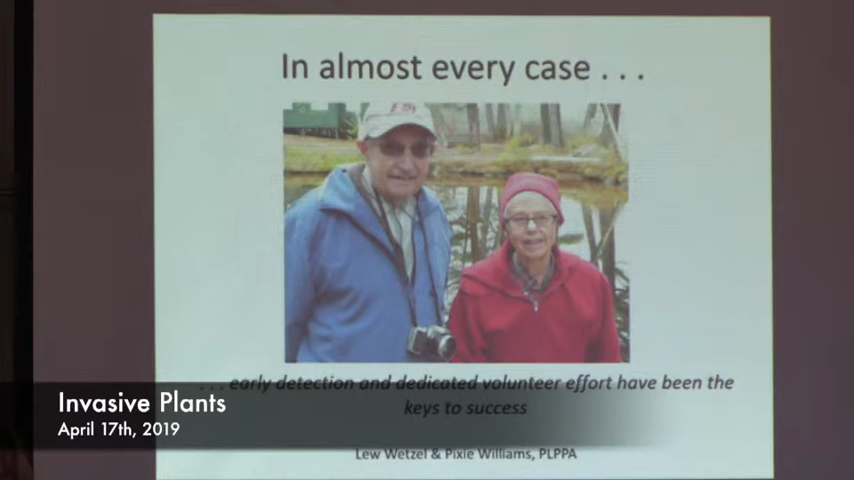 In almost every case . . .
. . . early detection and dedicated volunteer effort have been the
keys to success
Invasive Plants
April 17th, 2019
Lew Wetzel & Pixie Williams, PLPPA